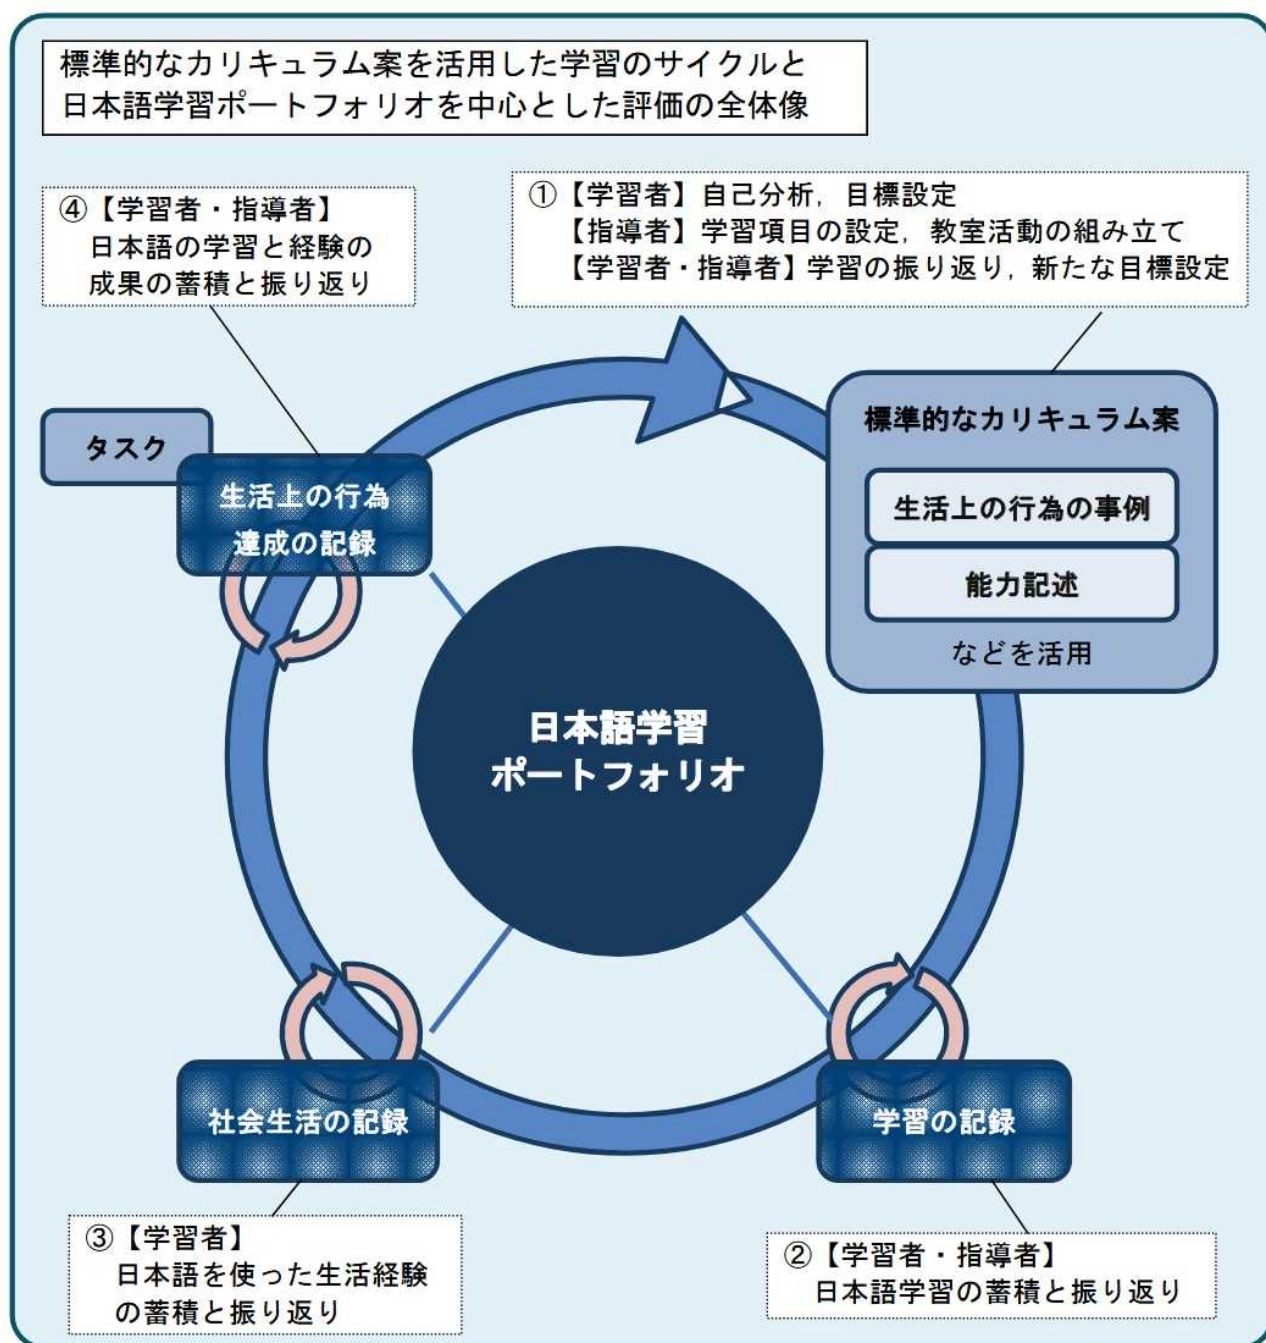 標準的なカリキュラム案を活用した学習のサイクルと
日本語学習ポートフォリオを中心とした評価の全体像
④【学習者・指導者】
日本語の学習と経験の
成果の蓄積と振り返り
①【学習者】自己分析，目標設定
【指導者】学習項目の設定，教室活動の組み立て
【学習者・指導者】学習の振り返り，新たな目標設定
タスク
生活上の行為
達成の記録
標準的なカリキュラム案
生活上の行為の事例
能力記述
などを活用
日本語学習
ポートフォリオ
社会生活の記録
学習の記録
③【学習者】
日本語を使った生活経験
の蓄積と振り返り
②【学習者・指導者】
日本語学習の蓄積と振り返り